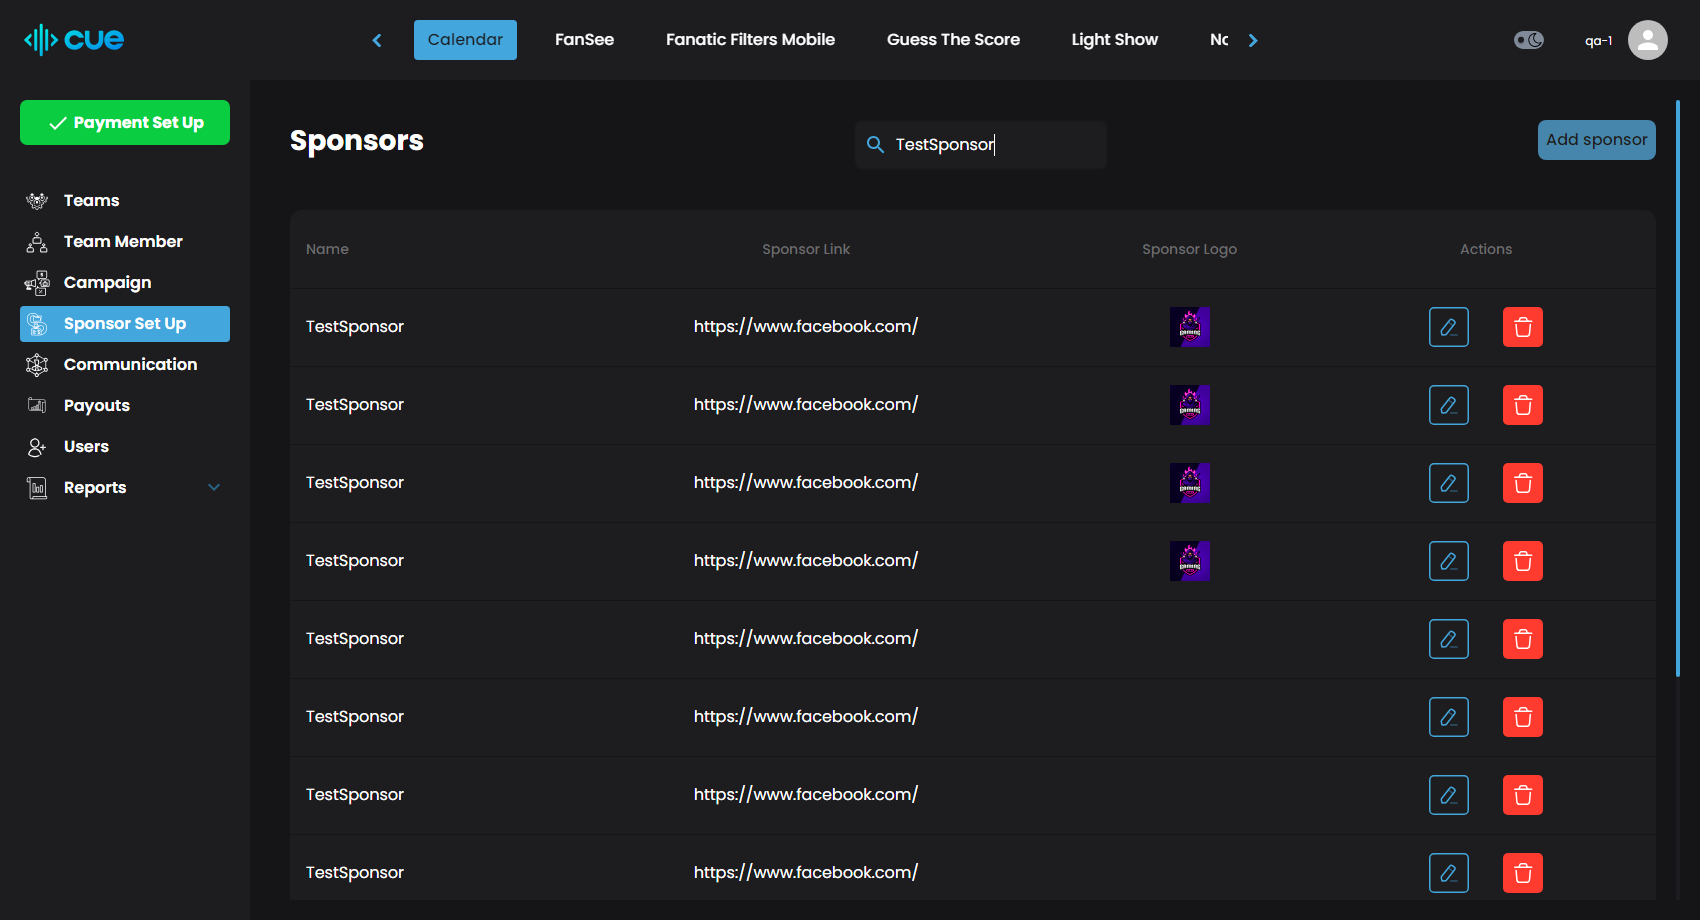 cue
Calendar
FanSee
Fanatic Filters Mobile
Guess The Score
Light Show
qa-1
Payment Set Up
Teams
Team Member
Campaign
Sponsor Set Up
Communication
Payouts
Users
Reports
Sponsors
TestSponsor
Add sponsor
Name Sponsor Link Sponsor Logo Actions
TestSponsor https://www.facebook.com/ GAMING
TestSponsor https://www.facebook.com/ GAMING
TestSponsor https://www.facebook.com/ GAMING
TestSponsor https://www.facebook.com/ GAMING
TestSponsor https://www.facebook.com/
TestSponsor https://www.facebook.com/
TestSponsor https://www.facebook.com/
TestSponsor https://www.facebook.com/